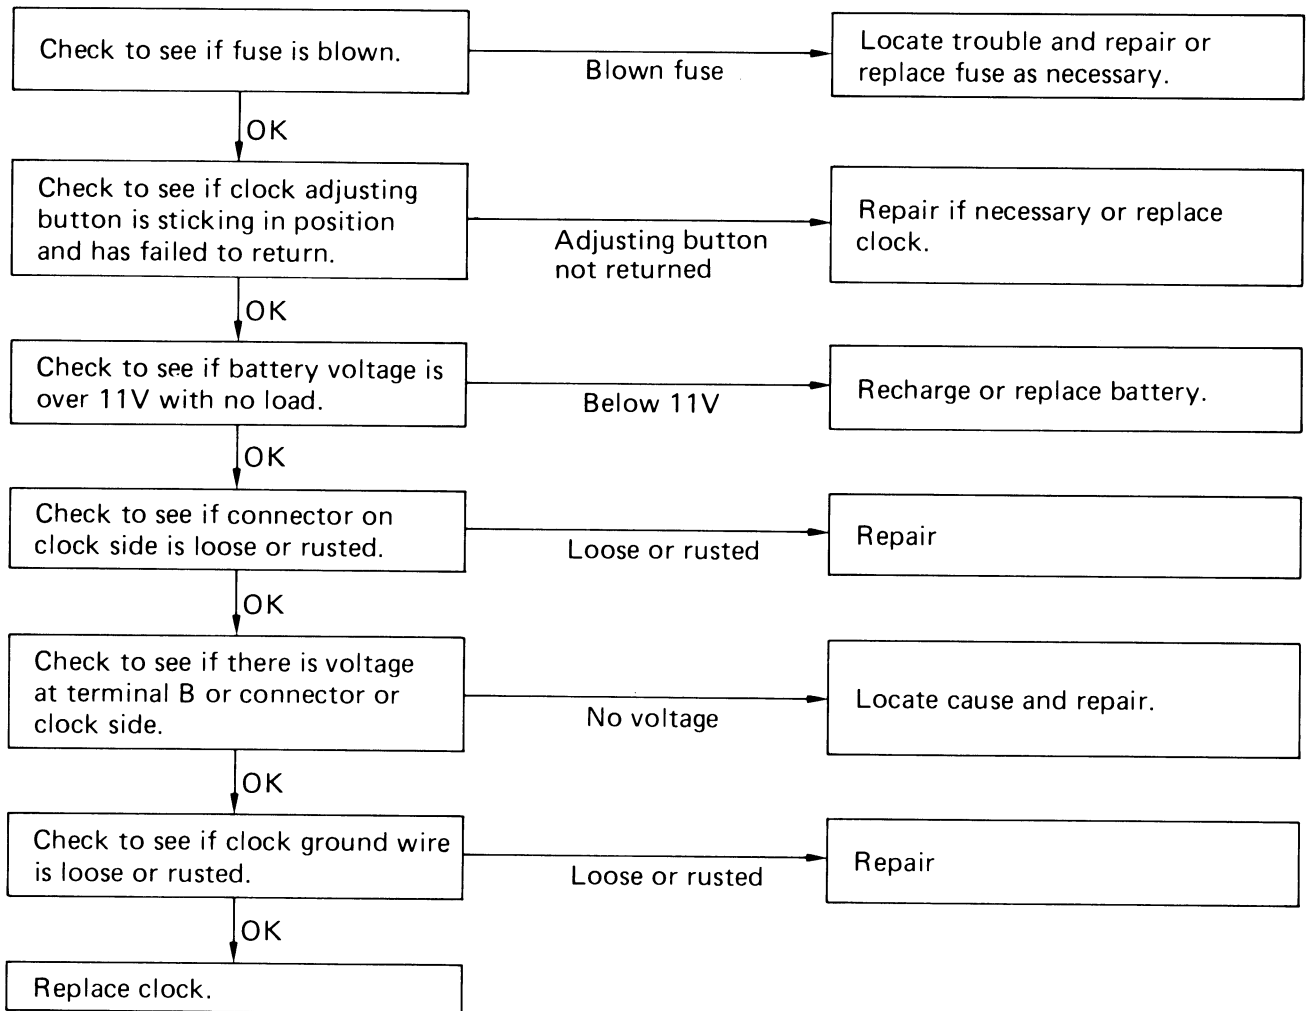 Check to see if fuse is blown.
Blown fuse
Locate trouble and repair or
replace fuse as necessary.
OK
Check to see if clock adjusting
button is sticking in position
and has failed to return.
Adjusting button
not returned
Repair if necessary or replace
clock.
OK
Check to see if battery voltage is
over 11V with no load.
Below 11V
Recharge or replace battery.
OK
Check to see if connector on
clock side is loose or rusted.
Loose or rusted
Repair
OK
Check to see if there is voltage
at terminal B or connector or
clock side.
No voltage
Locate cause and repair.
OK
Check to see if clock ground wire
is loose or rusted.
Loose or rusted
Repair
OK
Replace clock.